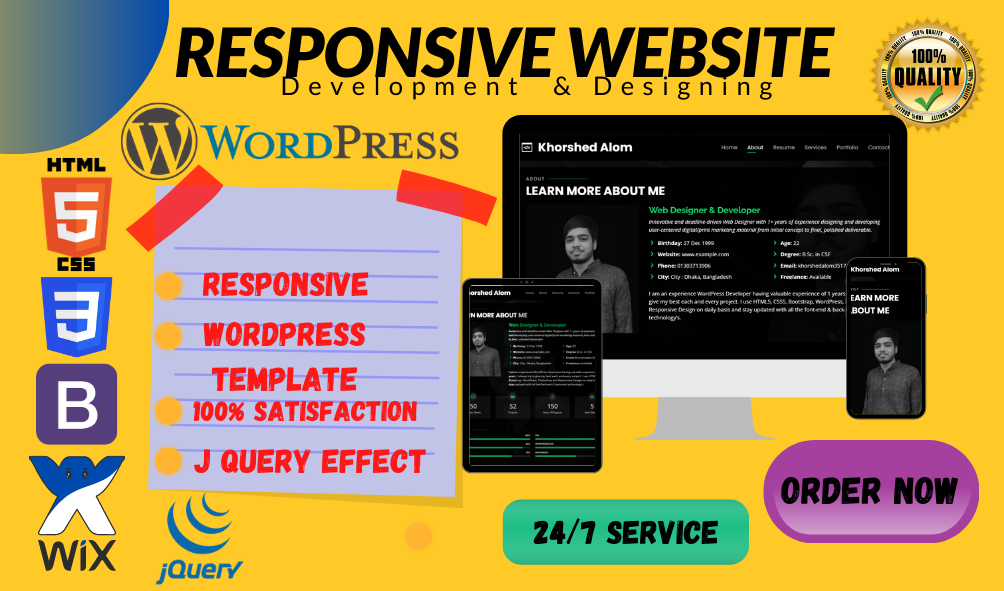 RESPONSIVE WEBSITE
Development & Designing
100% QUALITY
100%
QUALITY
WORDPRESS
HTML
5
CSS
3
B
WiX
jQuery
RESPONSIVE
WORDPRESS
TEMPLATE
100% SATISFACTION
J QUERY EFFECT
Khorshed Alom
Home About Resume Services Portfolio Contact
ABOUT
LEARN MORE ABOUT ME
Web Designer & Developer
Innovative and deadline-driven Web Designer with 1+ years of experience designing and developing
user-centered digital/print marketing material from initial concept to final, polished deliverable.
Birthday: 27 Dec 1999 Age: 22
Website: www.example.com Degree: B.Sc. in CSE
Phone: 01303713906 Email: khorshedalom3517
City: City : Dhaka, Bangladesh Freelance: Available
I am an experience WordPress Developer having valuable experience of 1 years
give my best each and every project. I use HTML5, CSS3, Bootstrap, WordPress,
Responsive Design on daily basis and stay updated with all the font-end & back-
technology's.
horshed Alom
RN MORE ABOUT ME
Web Designer & Developer
50 52 150 5
Khorshed Alom
EARN MORE
BOUT ME
24/7 SERVICE
ORDER NOW